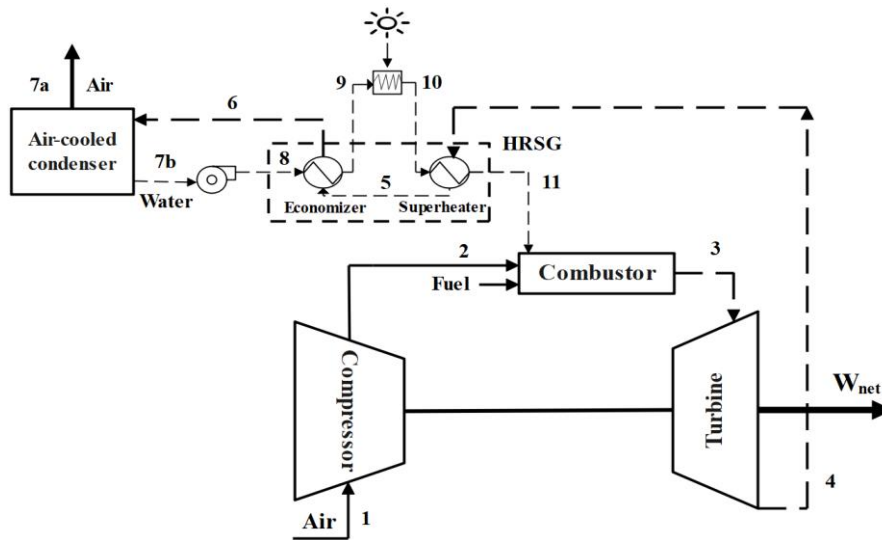 7a
Air
9
10
6
Air-cooled
condenser
7b
Water
8
HRSG
5
11
Economizer
Superheater
2
3
Fuel
Combustor
Compressor
Turbine
W_net
4
Air
1